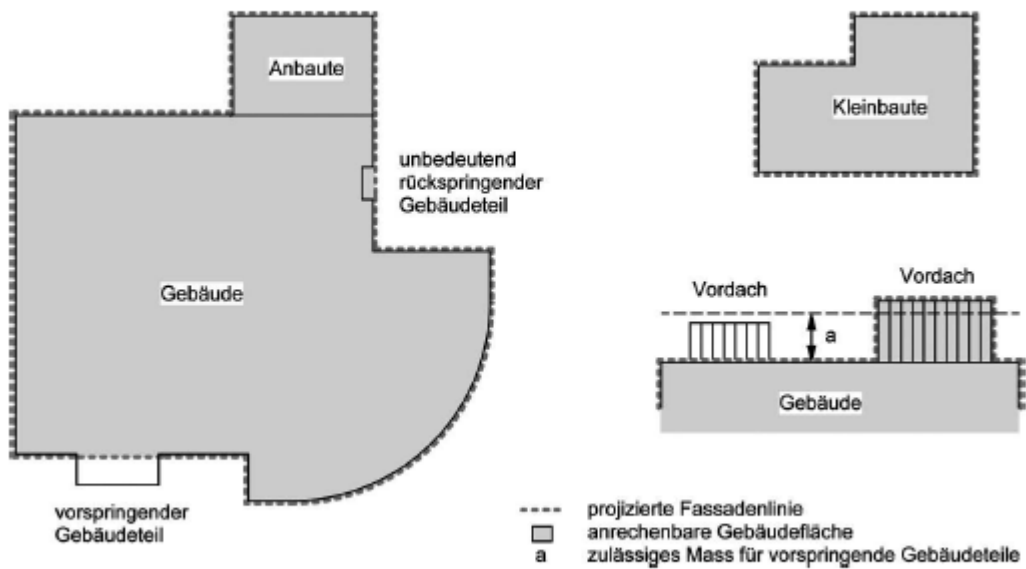 Anbaute
Kleinbaute
unbedeutend
rückspringender
Gebäudeteil
Gebäude
Vordach
Vordach
a
Gebäude
vorspringender
Gebäudeteil
projizierte Fassadenlinie
anrechenbare Gebäudefläche
a zulässiges Mass für vorspringende Gebäudeteile